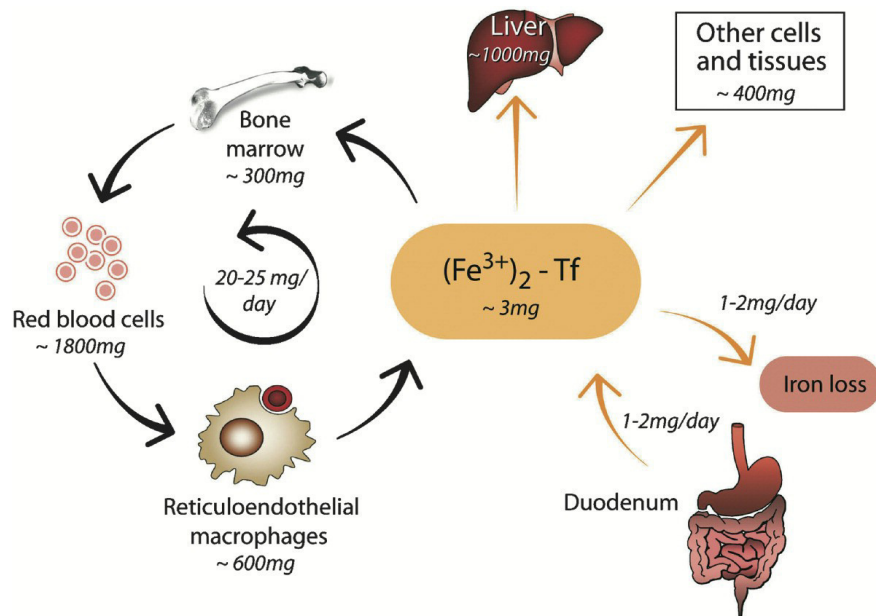 Liver
~1000mg
Other cells
and tissues
~ 400mg
Bone
marrow
~ 300mg
20-25 mg/
day
(Fe³⁺)₂ - Tf
~ 3mg
Red blood cells
~ 1800mg
1-2mg/day
Iron loss
1-2mg/day
Duodenum
Reticuloendothelial
macrophages
~ 600mg